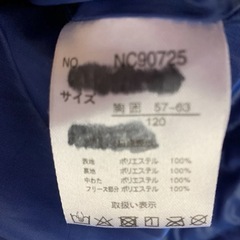 NO. NC90725
サイズ
胸囲 57-63
120
表地 ポリエステル 100%
裏地 ポリエステル 100%
中わた ポリエステル 100%
フリース部分 ポリエステル 100%
取扱い表示